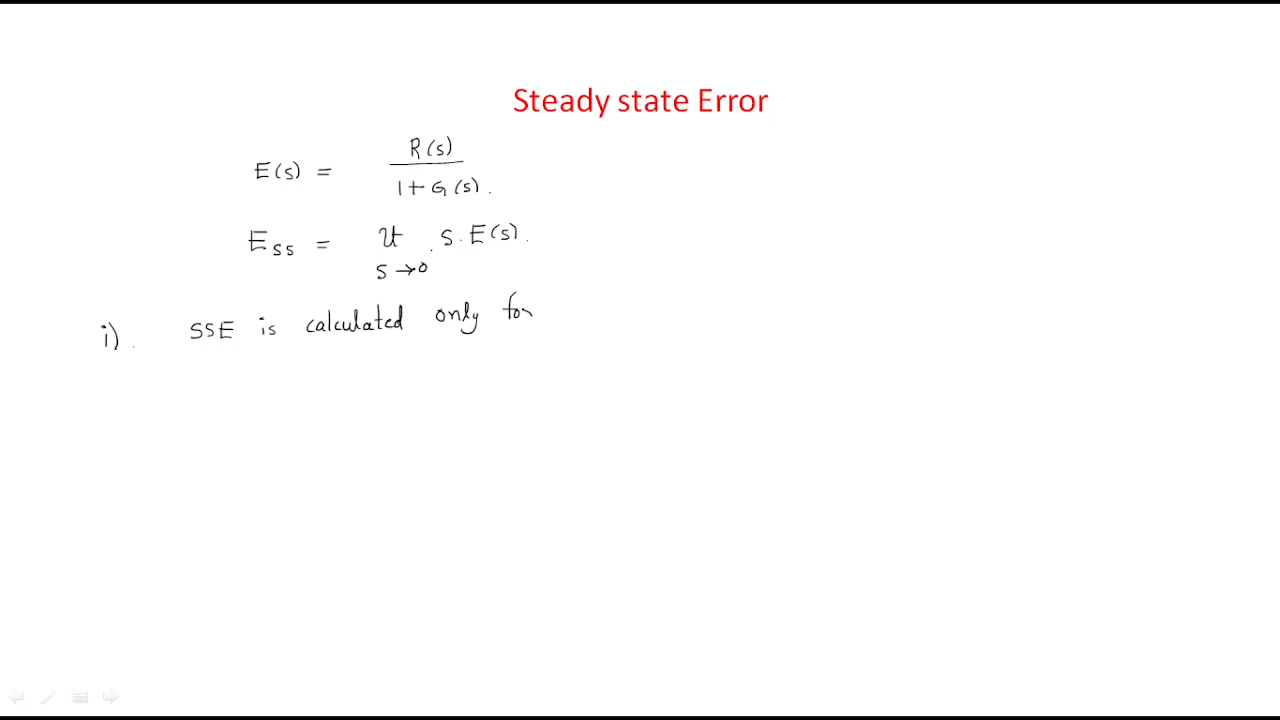 Steady state Error
E(s) = R(s) / 1 + G(s).
Ess = lt s→0 . s. E(s).
i). SSE is calculated only for